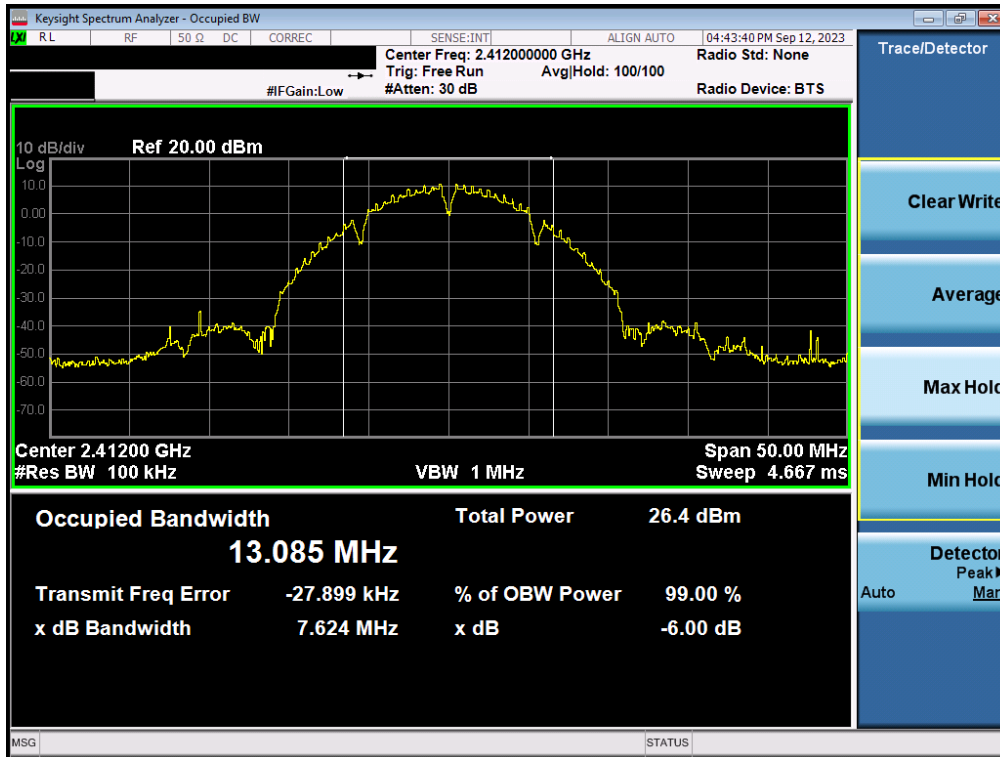 Keysight Spectrum Analyzer - Occupied BW
LXI RL RF 50 Ω DC CORREC SENSE:INT ALIGN AUTO 04:43:40 PM Sep 12, 2023
Center Freq: 2.412000000 GHz Radio Std: None
Trig: Free Run Avg|Hold: 100/100
#IFGain:Low #Atten: 30 dB Radio Device: BTS
10 dB/div Ref 20.00 dBm
Log
10.0
0.00
-10.0
-20.0
-30.0
-40.0
-50.0
-60.0
-70.0
Center 2.41200 GHz Span 50.00 MHz
#Res BW 100 kHz VBW 1 MHz Sweep 4.667 ms
Occupied Bandwidth Total Power 26.4 dBm
13.085 MHz
Transmit Freq Error -27.899 kHz % of OBW Power 99.00 %
x dB Bandwidth 7.624 MHz x dB -6.00 dB
MSG STATUS
Trace/Detector
Clear Write
Average
Max Hold
Min Hold
Detector
Peak
Auto Man